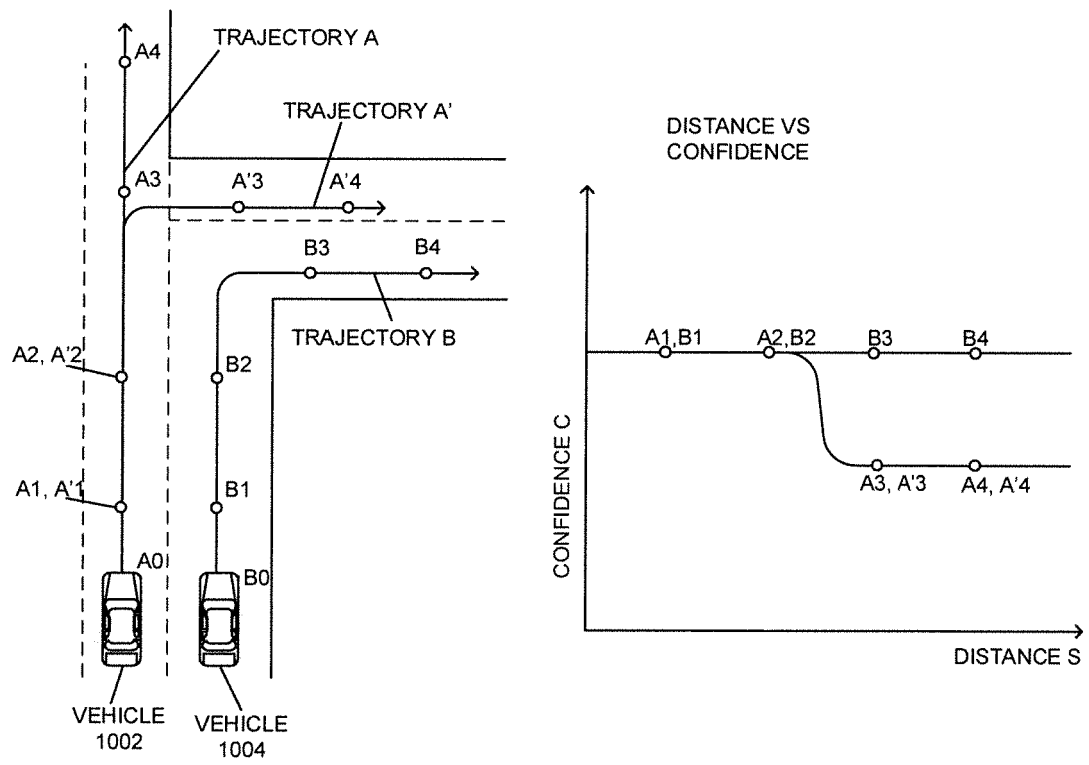 A4
TRAJECTORY A
TRAJECTORY A'
A3
A'3
A'4
B3
B4
TRAJECTORY B
A2, A'2
B2
A1, A'1
B1
A0
B0
VEHICLE
1002
VEHICLE
1004
DISTANCE VS
CONFIDENCE
A1,B1
A2,B2
B3
B4
A3, A'3
A4, A'4
CONFIDENCE C
DISTANCE S